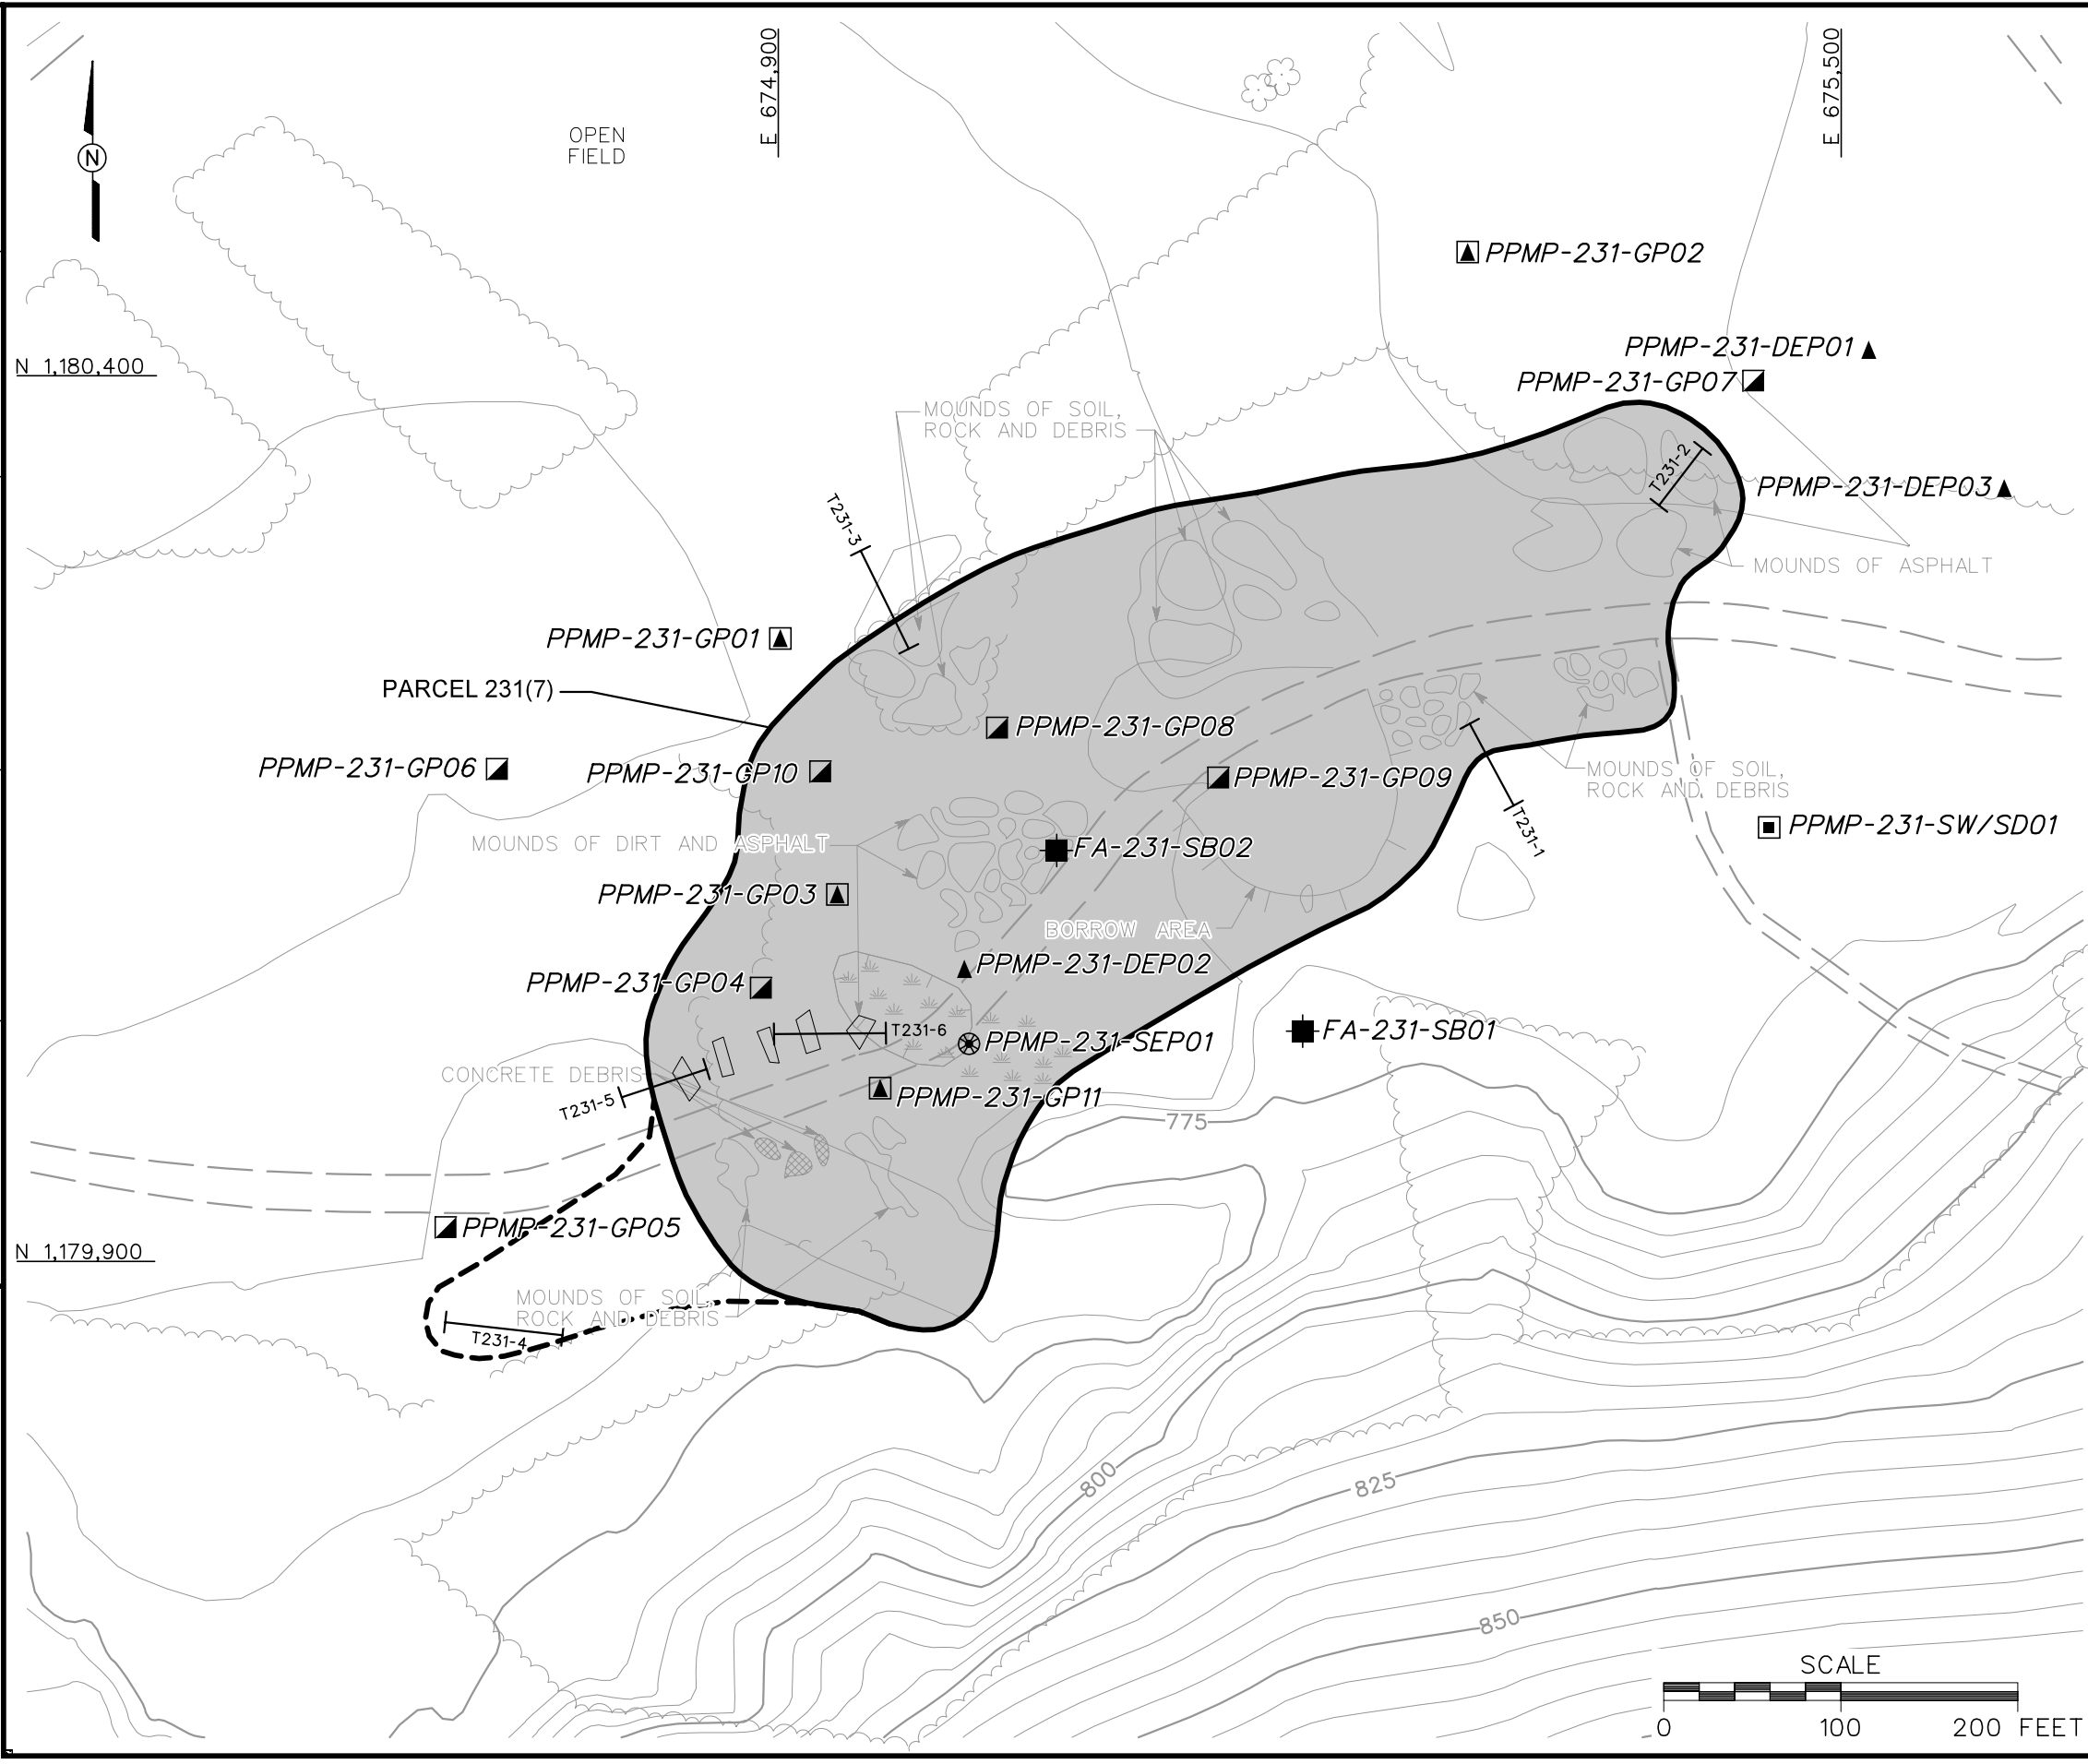 E 674,900
E 675,500
N
OPEN
FIELD
PPMP-231-GP02
PPMP-231-DEP01
N 1,180,400
PPMP-231-GP07
MOUNDS OF SOIL,
ROCK AND DEBRIS
T231-2
PPMP-231-DEP03
T231-3
MOUNDS OF ASPHALT
PPMP-231-GP01
PARCEL 231(7)
PPMP-231-GP08
PPMP-231-GP06
PPMP-231-GP10
PPMP-231-GP09
MOUNDS OF SOIL,
ROCK AND DEBRIS
T231-1
PPMP-231-SW/SD01
MOUNDS OF DIRT AND ASPHALT
FA-231-SB02
PPMP-231-GP03
BORROW AREA
PPMP-231-DEP02
PPMP-231-GP04
T231-6
FA-231-SB01
PPMP-231-SEP01
CONCRETE DEBRIS
T231-5
PPMP-231-GP11
775
PPMP-231-GP05
N 1,179,900
MOUNDS OF SOIL,
ROCK AND DEBRIS
T231-4
800
825
850
SCALE
0 100 200 FEET